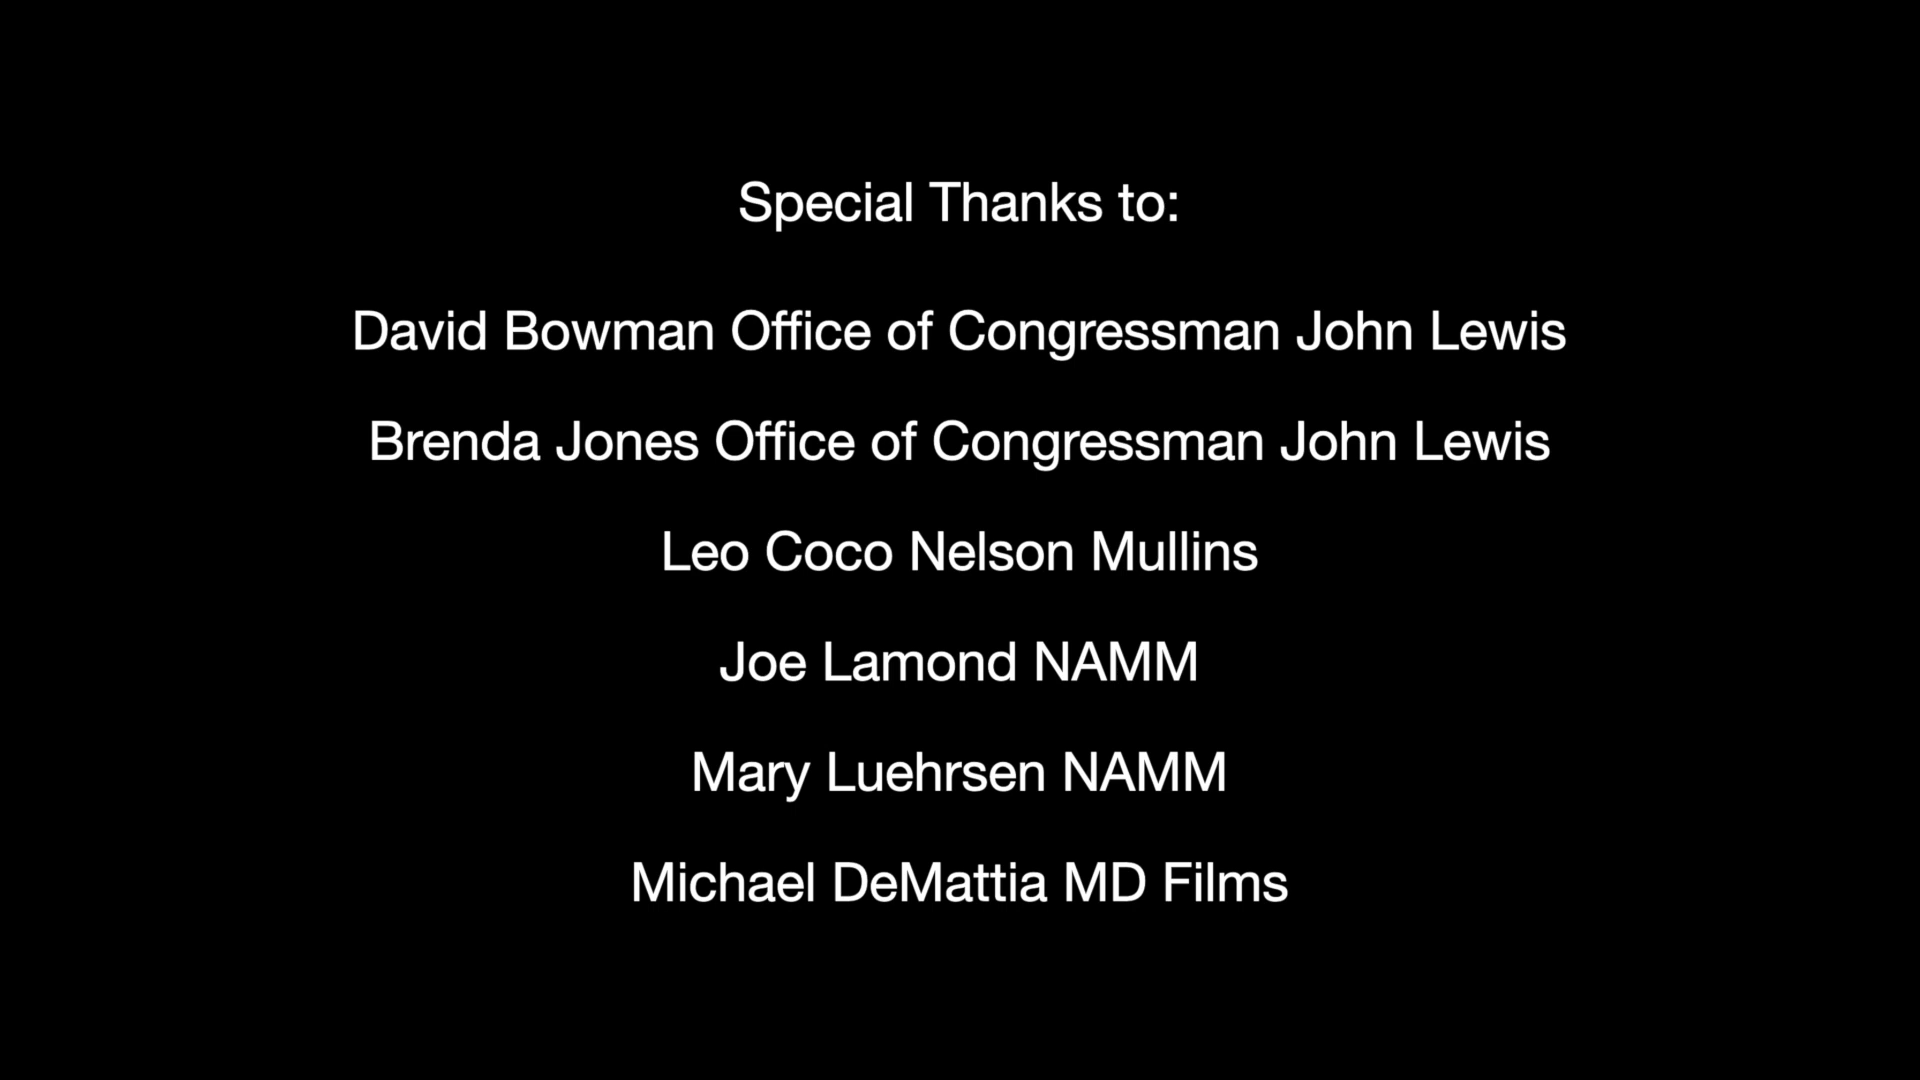 Special Thanks to:
David Bowman Office of Congressman John Lewis
Brenda Jones Office of Congressman John Lewis
Leo Coco Nelson Mullins
Joe Lamond NAMM
Mary Luehrsen NAMM
Michael DeMattia MD Films